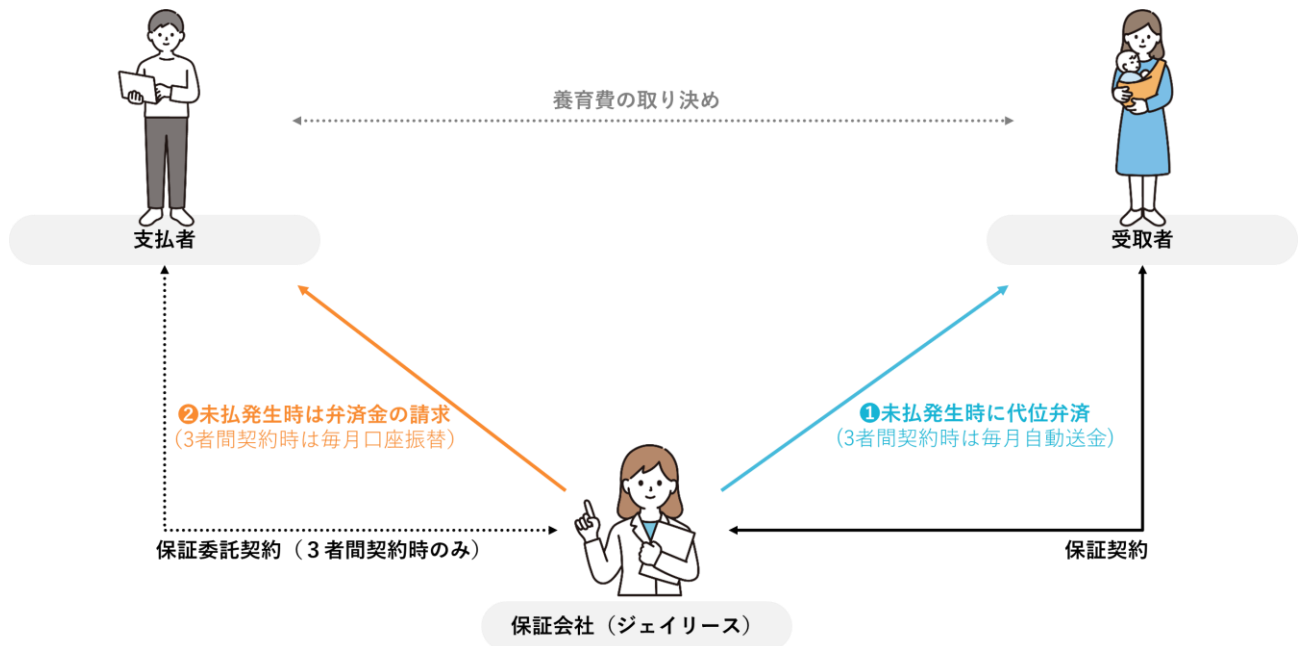 養育費の取り決め
支払者
受取者
❷未払発生時は弁済金の請求
(3者間契約時は毎月口座振替)
❶未払発生時に代位弁済
(3者間契約時は毎月自動送金)
保証委託契約(3者間契約時のみ)
保証契約
保証会社(ジェイリース)